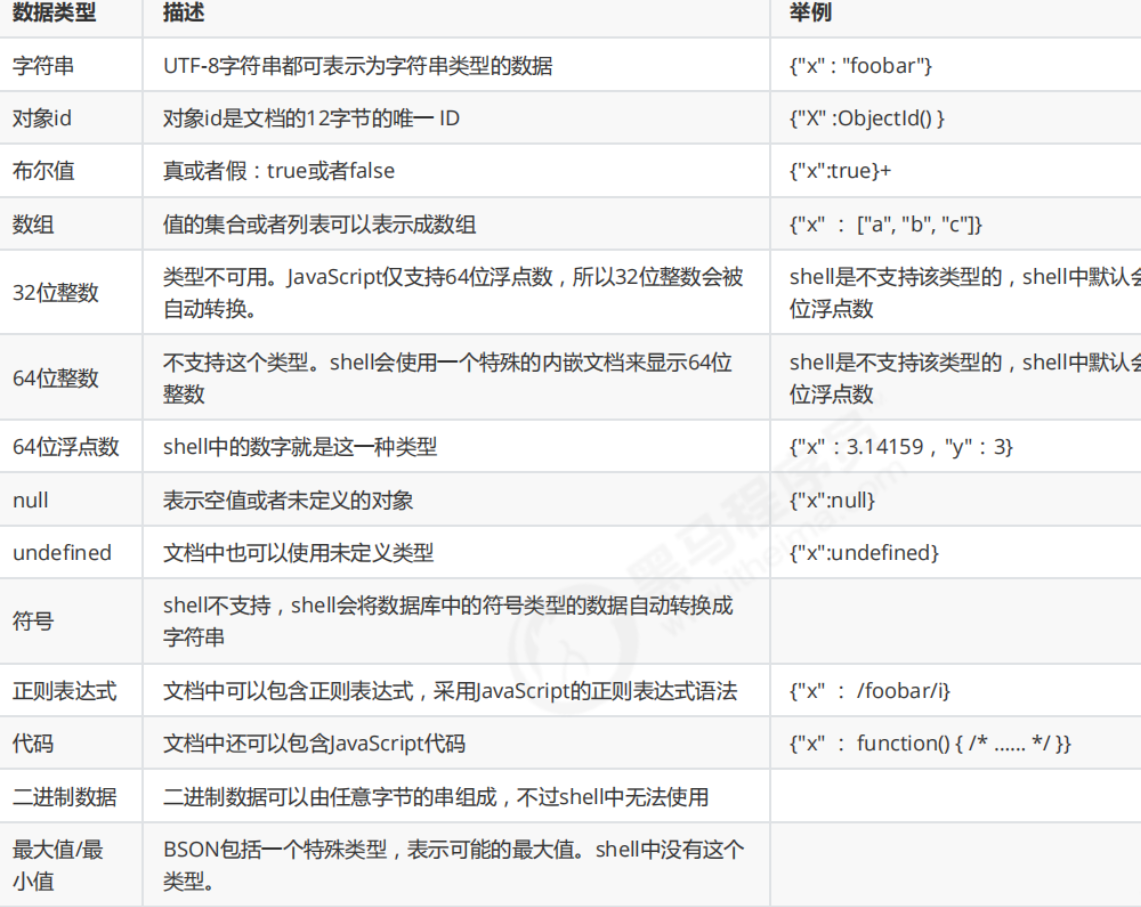 数据类型 描述 举例
字符串 UTF-8字符串都可表示为字符串类型的数据 {"x" : "foobar"}
对象id 对象id是文档的12字节的唯一 ID {"X" :ObjectId() }
布尔值 真或者假：true或者false {"x":true}+
数组 值的集合或者列表可以表示成数组 {"x" ： ["a", "b", "c"]}
32位整数 类型不可用。JavaScript仅支持64位浮点数，所以32位整数会被 shell是不支持该类型的，shell中默认会
自动转换。 位浮点数
64位整数 不支持这个类型。shell会使用一个特殊的内嵌文档来显示64位 shell是不支持该类型的，shell中默认会
整数 位浮点数
64位浮点数 shell中的数字就是这一种类型 {"x"：3.14159，"y"：3}
null 表示空值或者未定义的对象 {"x":null}
undefined 文档中也可以使用未定义类型 {"x":undefined}
符号 shell不支持，shell会将数据库中的符号类型的数据自动转换成
字符串
正则表达式 文档中可以包含正则表达式，采用JavaScript的正则表达式语法 {"x" ： /foobar/i}
代码 文档中还可以包含JavaScript代码 {"x" ： function() { /* …… */ }}
二进制数据 二进制数据可以由任意字节的串组成，不过shell中无法使用
最大值/最 BSON包括一个特殊类型，表示可能的最大值。shell中没有这个
小值 类型。
黑马程序员
www.itheima.com